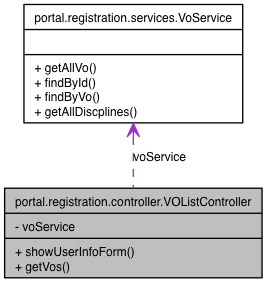 portal.registration.services.VoService
+ getAllVo()
+ findById()
+ findByVo()
+ getAllDiscplines()
voService
portal.registration.controller.VOListController
- voService
+ showUserInfoForm()
+ getVos()